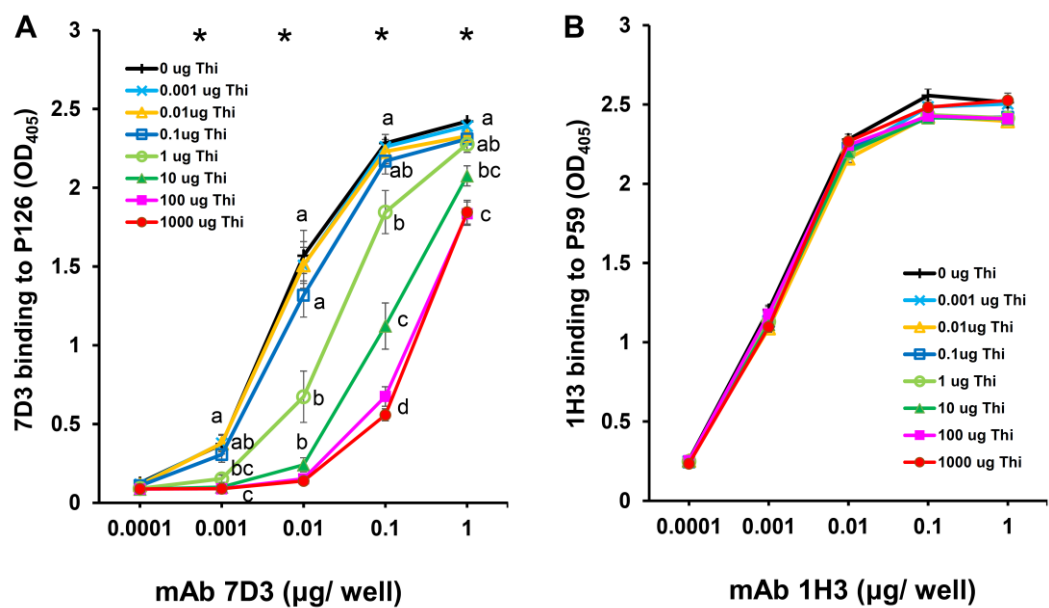 A
* * * *
3
2.5
2
1.5
1
0.5
0
7D3 binding to P126 (OD405)
0 ug Thi
0.001 ug Thi
0.01ug Thi
0.1ug Thi
1 ug Thi
10 ug Thi
100 ug Thi
1000 ug Thi
a
a
ab
ab
bc
b
c
a
a
c
b
b
d
a
ab
bc
c
0.0001 0.001 0.01 0.1 1
mAb 7D3 (µg/ well)
B
3
2.5
2
1.5
1
0.5
0
1H3 binding to P59 (OD405)
0 ug Thi
0.001 ug Thi
0.01ug Thi
0.1ug Thi
1 ug Thi
10 ug Thi
100 ug Thi
1000 ug Thi
0.0001 0.001 0.01 0.1 1
mAb 1H3 (µg/ well)